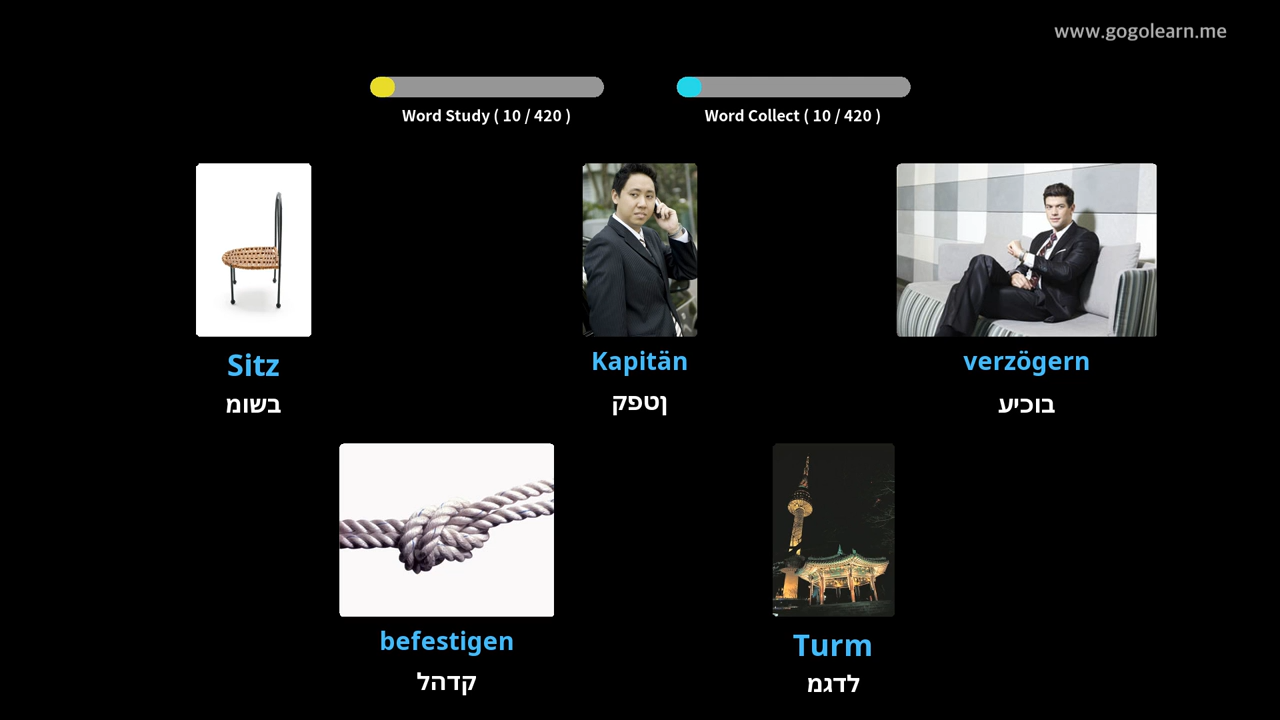 www.gogolearn.me
Word Study ( 10 / 420 )
Word Collect ( 10 / 420 )
Sitz
בשומ
Kapitän
ןטפק
verzögern
בוכיע
befestigen
קדהל
Turm
לדגמ